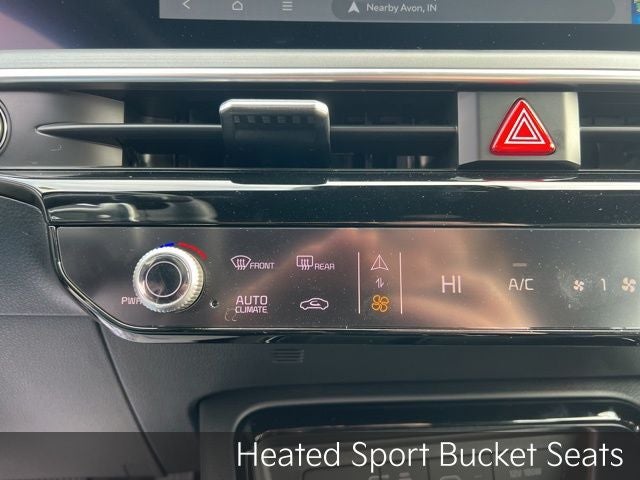 Nearby Avon, IN
FRONT REAR
PWR AUTO CLIMATE HI A/C 1
Heated Sport Bucket Seats